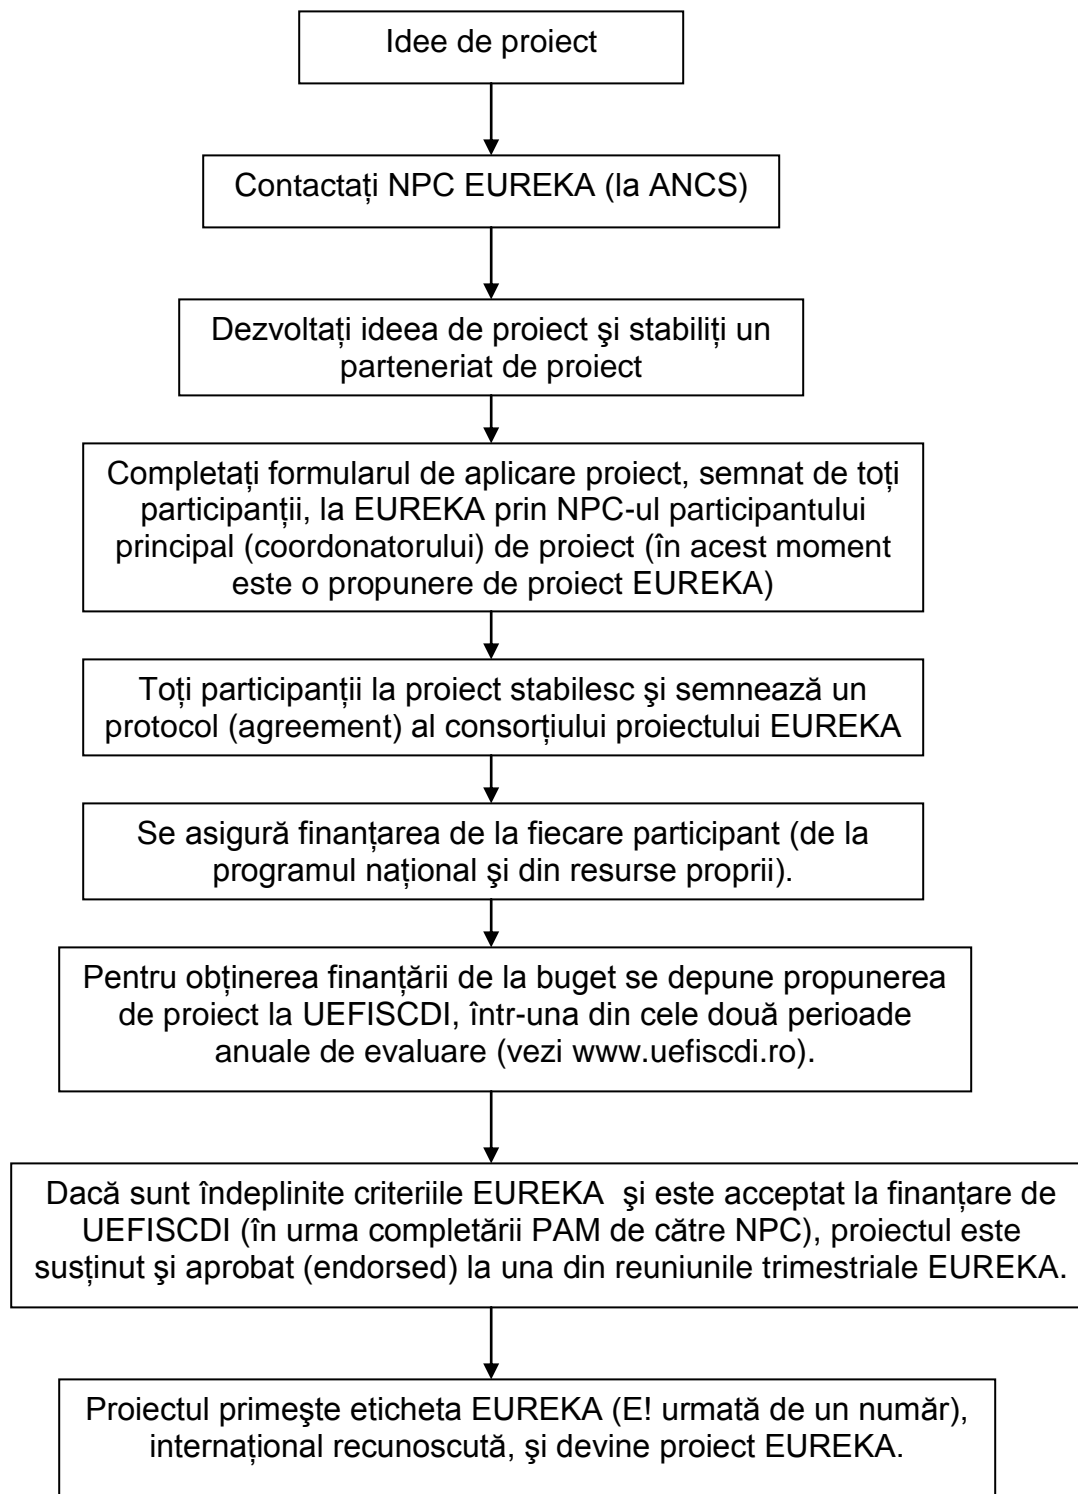 Idee de proiect
Contactați NPC EUREKA (la ANCS)
Dezvoltați ideea de proiect şi stabiliți un
parteneriat de proiect
Completați formularul de aplicare proiect, semnat de toți
participanții, la EUREKA prin NPC-ul participantului
principal (coordonatorului) de proiect (în acest moment
este o propunere de proiect EUREKA)
Toți participanții la proiect stabilesc şi semnează un
protocol (agreement) al consorțiului proiectului EUREKA
Se asigură finanțarea de la fiecare participant (de la
programul național şi din resurse proprii).
Pentru obținerea finanțării de la buget se depune propunerea
de proiect la UEFISCDI, într-una din cele două perioade
anuale de evaluare (vezi www.uefiscdi.ro).
Dacă sunt îndeplinite criteriile EUREKA  şi este acceptat la finanțare de
UEFISCDI (în urma completării PAM de către NPC), proiectul este
susținut şi aprobat (endorsed) la una din reuniunile trimestriale EUREKA.
Proiectul primeşte eticheta EUREKA (E! urmată de un număr),
internațional recunoscută, şi devine proiect EUREKA.